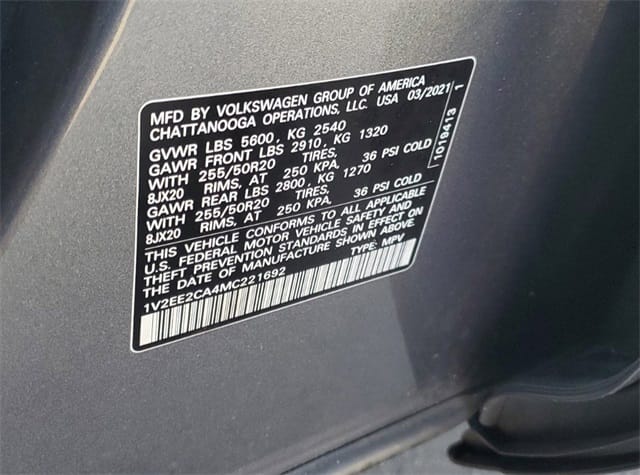 MFD BY VOLKSWAGEN GROUP OF AMERICA
CHATTANOOGA OPERATIONS, LLC. USA 03/2021
GVWR LBS 5600, KG 2540
GAWR FRONT LBS 2910, KG 1320
WITH 255/50R20 TIRES,
8JX20 RIMS, AT 250 KPA, 36 PSI COLD
GAWR REAR LBS 2800, KG 1270
WITH 255/50R20 TIRES,
8JX20 RIMS, AT 250 KPA, 36 PSI COLD
THIS VEHICLE CONFORMS TO ALL APPLICABLE
U.S. FEDERAL MOTOR VEHICLE SAFETY AND
THEFT PREVENTION STANDARDS IN EFFECT ON
THE DATE OF MANUFACTURE SHOWN ABOVE.
1V2EE2CA4MC221692 TYPE: MPV
1019413 1